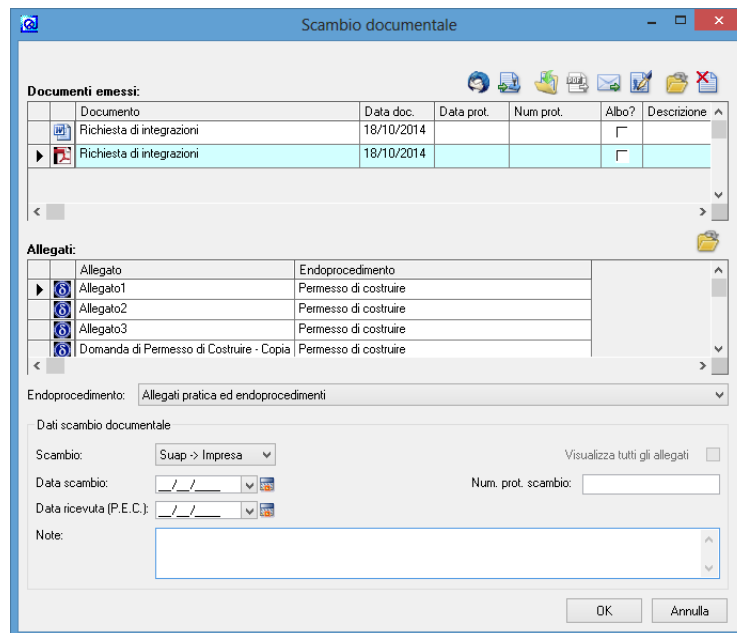 Scambio documentale
Documenti emessi:
Documento Data doc. Data prot. Num prot. Albo? Descrizione
Richiesta di integrazioni 18/10/2014
Richiesta di integrazioni 18/10/2014
Allegati:
Allegato Endoprocedimento
Allegato1 Permesso di costruire
Allegato2 Permesso di costruire
Allegato3 Permesso di costruire
Domanda di Permesso di Costruire - Copia Permesso di costruire
Endoprocedimento: Allegati pratica ed endoprocedimenti
Dati scambio documentale
Scambio: Suap -> Impresa Visualizza tutti gli allegati
Data scambio: __/__/____ Num. prot. scambio:
Data ricevuta (P.E.C.): __/__/____
Note:
OK Annulla